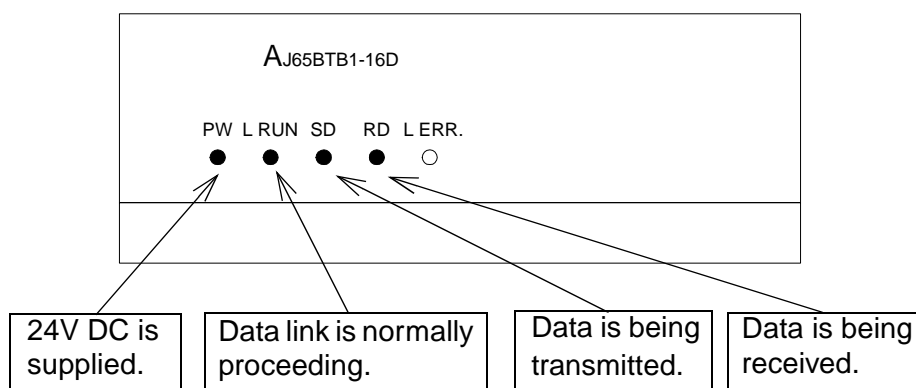 AJ65BTB1-16D
PW L RUN SD RD L ERR.
24V DC is
supplied.
Data link is normally
proceeding.
Data is being
transmitted.
Data is being
received.